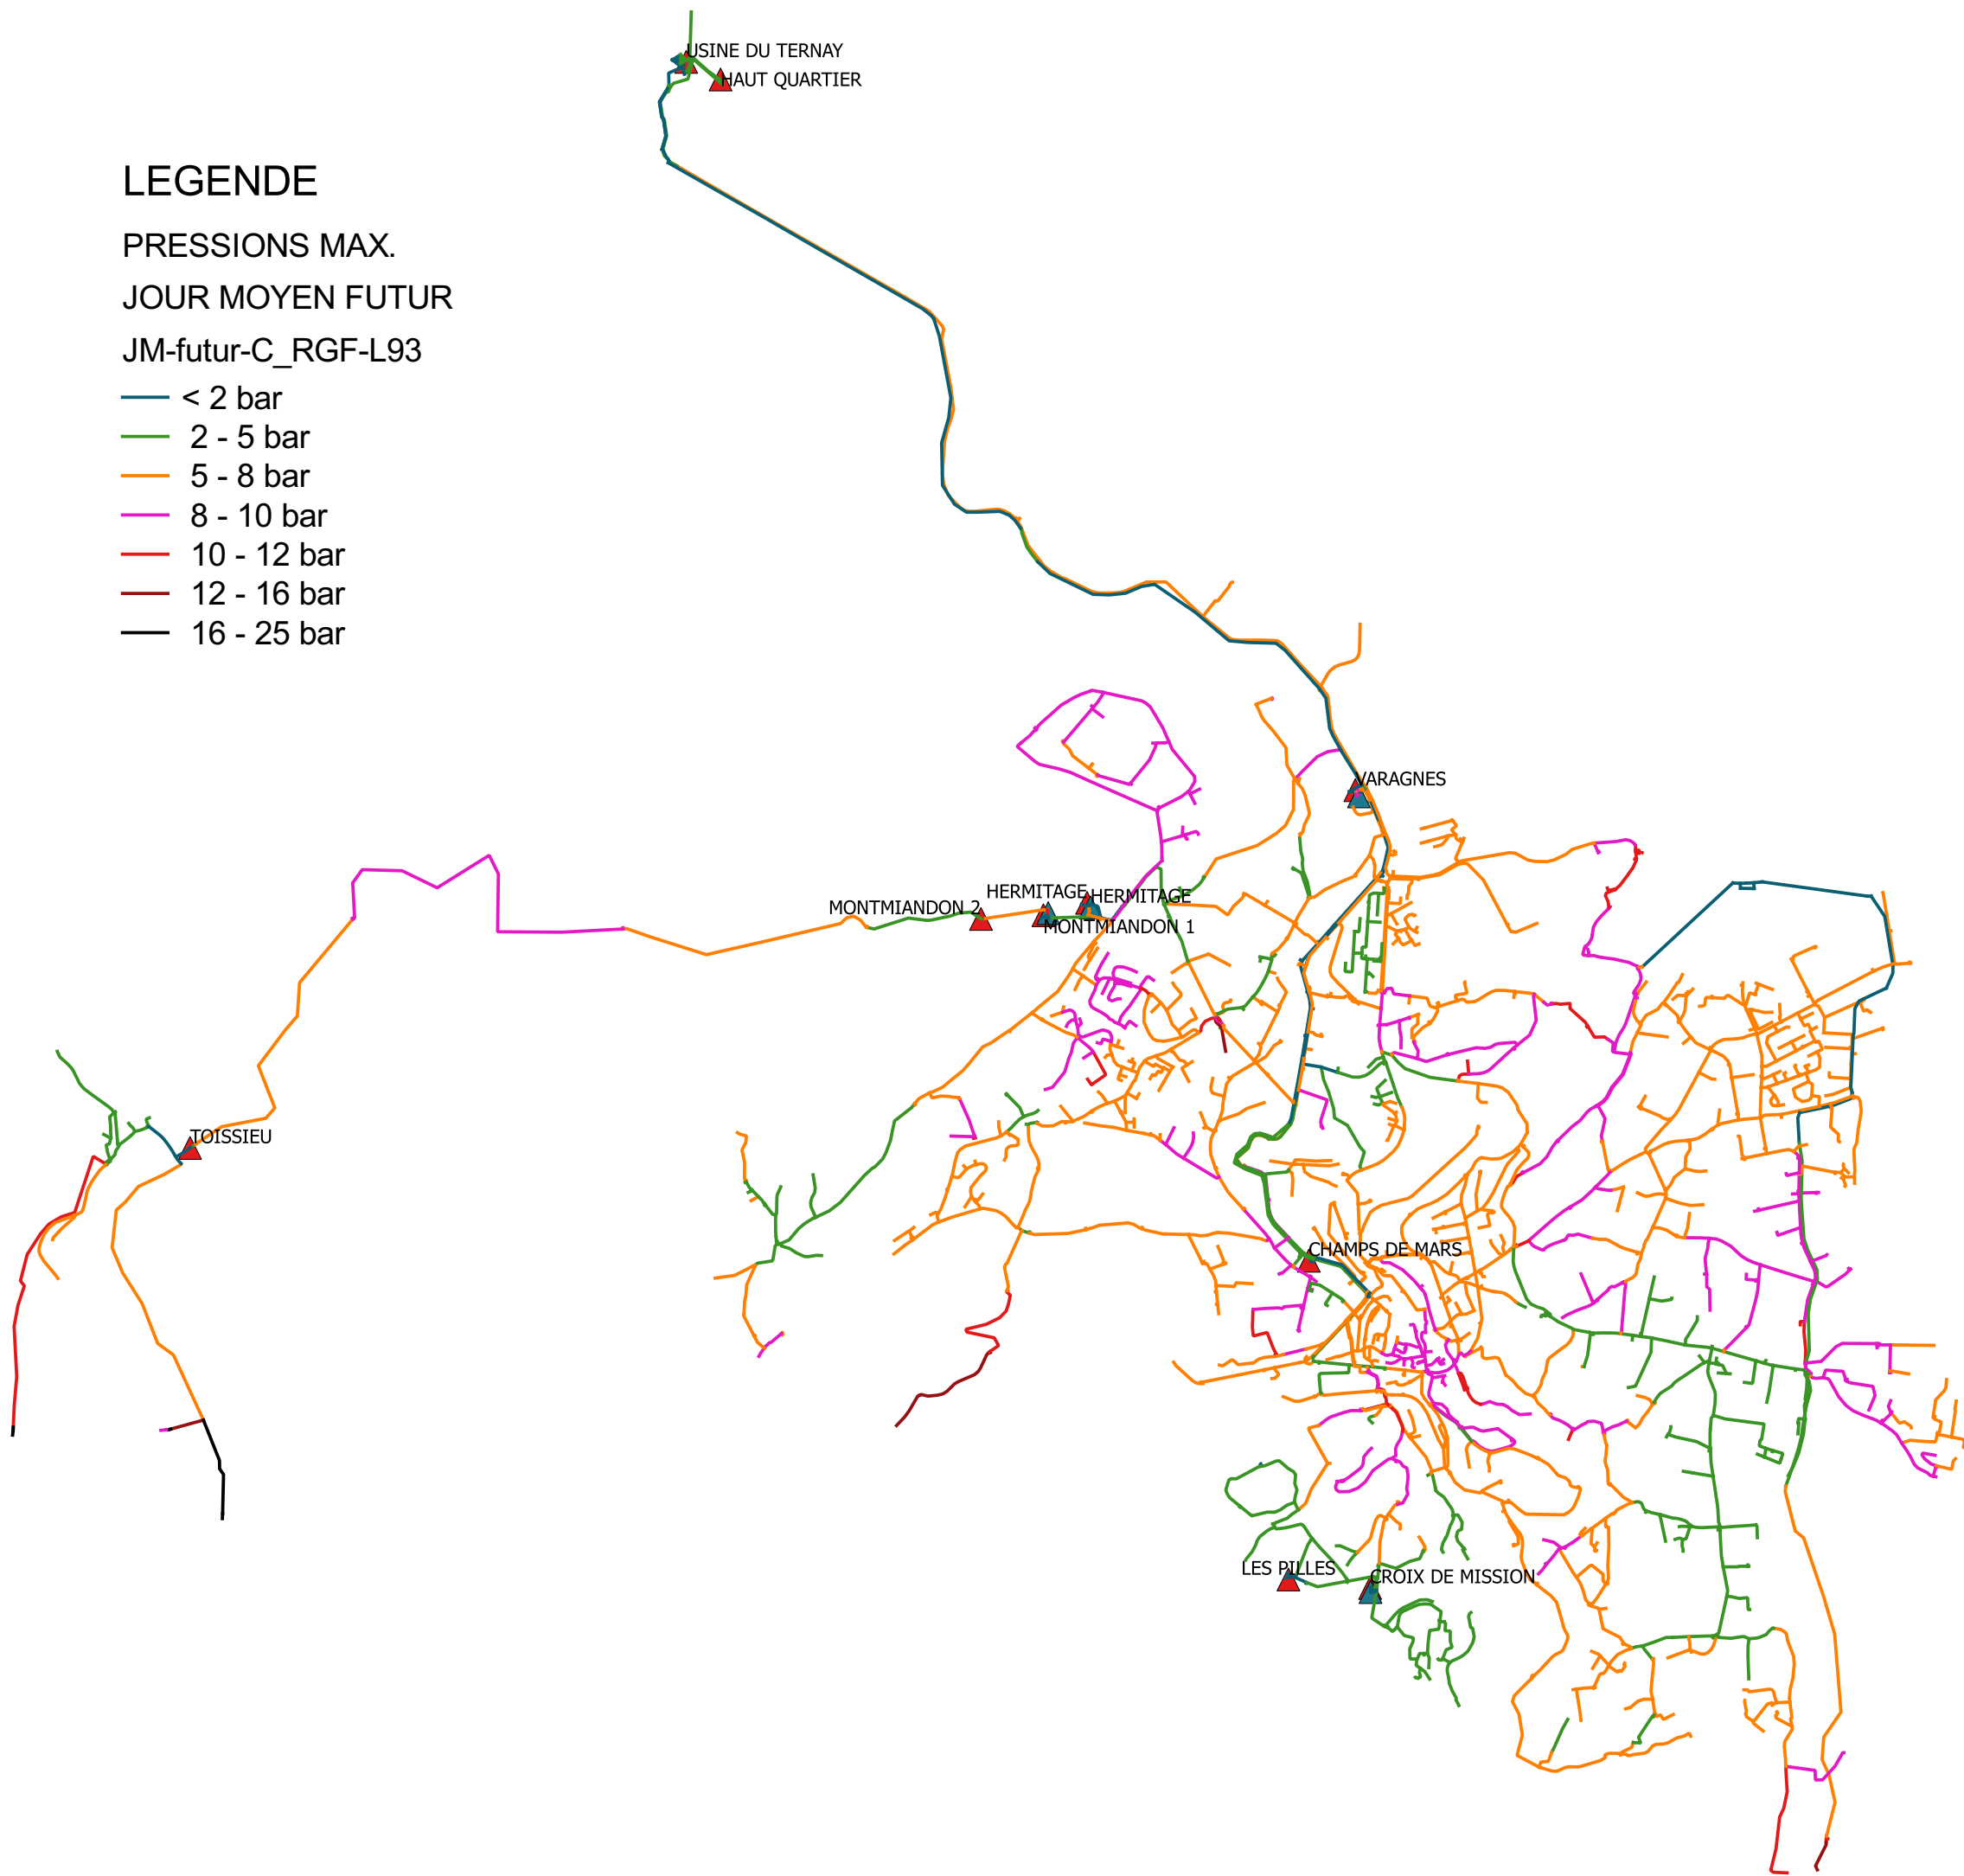 USINE DU TERNAY
HAUT QUARTIER
LEGENDE
PRESSIONS MAX.
JOUR MOYEN FUTUR
JM-futur-C_RGF-L93
< 2 bar
2 - 5 bar
5 - 8 bar
8 - 10 bar
10 - 12 bar
12 - 16 bar
16 - 25 bar
VARAGNES
HERMITAGE
HERMITAGE
MONTMIANDON 2
MONTMIANDON 1
TOISSIEU
CHAMPS DE MARS
LES PILLES
CROIX DE MISSION